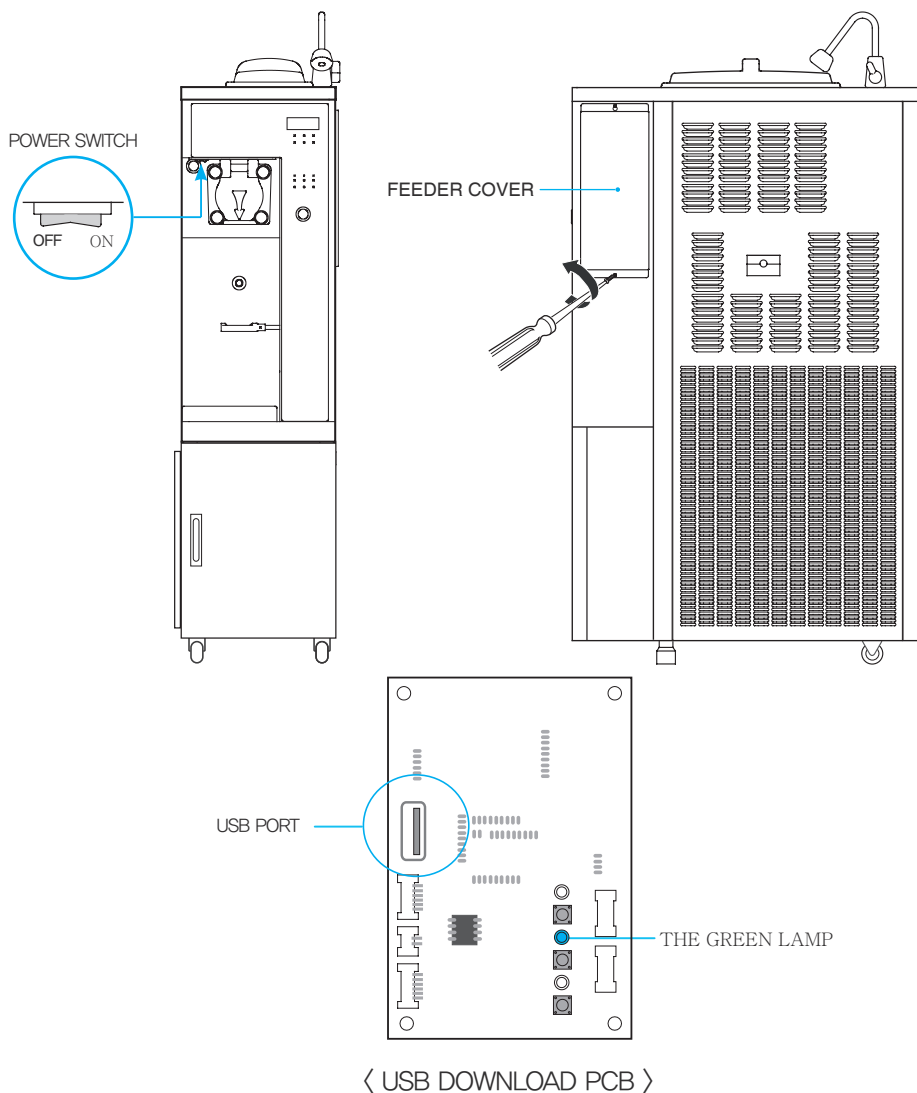 POWER SWITCH
OFF ON
FEEDER COVER
USB PORT
THE GREEN LAMP
〈 USB DOWNLOAD PCB 〉